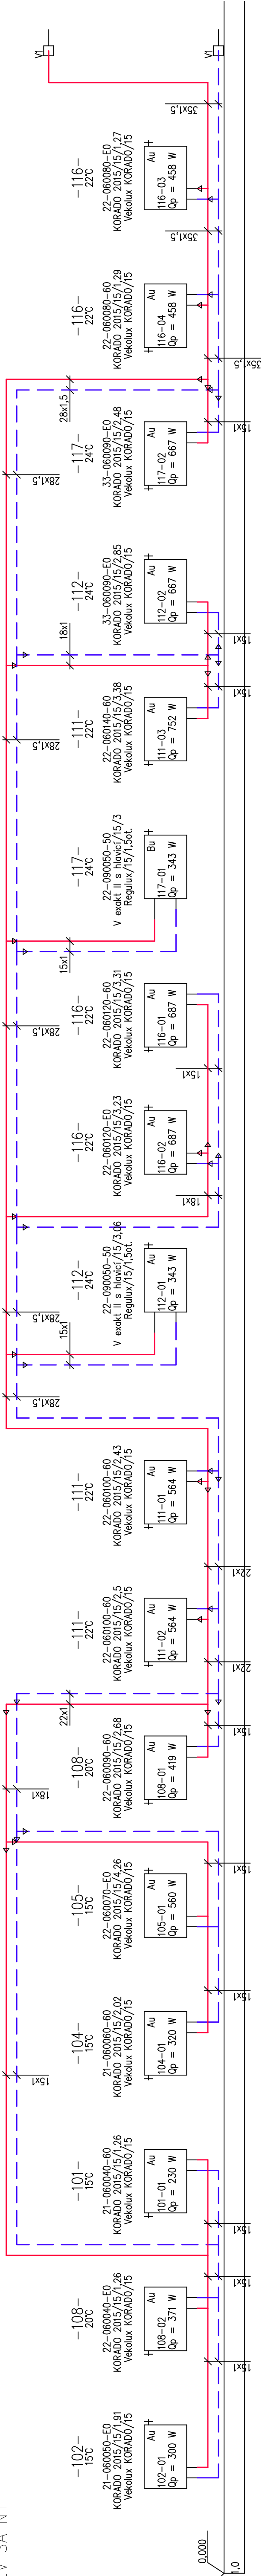 V1
V1
35x1,5
-116-
22°C
22-060080-E0
KORADO 2015/15/1,27
Vekolux KORADO/15
Au
116-03
Qp = 458 W
35x1,5
-116-
22°C
22-060080-60
KORADO 2015/15/1,29
Vekolux KORADO/15
Au
116-04
Qp = 458 W
35x1,5
28x1,5
28x1,5
-117-
24°C
33-060090-E0
KORADO 2015/15/2,48
Vekolux KORADO/15
Au
117-02
Qp = 667 W
15x1
-112-
24°C
33-060090-E0
KORADO 2015/15/2,85
Vekolux KORADO/15
Au
112-02
Qp = 667 W
15x1
18x1
28x1,5
-111-
22°C
22-060140-60
KORADO 2015/15/3,38
Vekolux KORADO/15
Au
111-03
Qp = 752 W
15x1
-117-
24°C
22-090050-50
V exakt II s hlavicí/15/3
Regulux/15/1,5ot.
Bu
117-01
Qp = 343 W
15x1
28x1,5
-116-
22°C
22-060120-60
KORADO 2015/15/3,31
Vekolux KORADO/15
Au
116-01
Qp = 687 W
15x1
-116-
22°C
22-060120-E0
KORADO 2015/15/3,23
Vekolux KORADO/15
Au
116-02
Qp = 687 W
18x1
-112-
24°C
22-090050-50
V exakt II s hlavicí/15/3,06
Regulux/15/1,5ot.
Au
112-01
Qp = 343 W
28x1,5
15x1
28x1,5
-111-
22°C
22-060100-60
KORADO 2015/15/2,43
Vekolux KORADO/15
Au
111-01
Qp = 564 W
22x1
-111-
22°C
22-060100-60
KORADO 2015/15/2,5
Vekolux KORADO/15
Au
111-02
Qp = 564 W
22x1
22x1
-108-
20°C
22-060090-60
KORADO 2015/15/2,68
Vekolux KORADO/15
Au
108-01
Qp = 419 W
15x1
18x1
-105-
15°C
22-060070-E0
KORADO 2015/15/4,26
Vekolux KORADO/15
Au
105-01
Qp = 560 W
15x1
-104-
15°C
21-060060-60
KORADO 2015/15/2,02
Vekolux KORADO/15
Au
104-01
Qp = 320 W
15x1
15x1
-101-
15°C
21-060040-60
KORADO 2015/15/1,26
Vekolux KORADO/15
Au
101-01
Qp = 230 W
15x1
-108-
20°C
22-060040-E0
KORADO 2015/15/1,26
Vekolux KORADO/15
Au
108-02
Qp = 371 W
15x1
15x1
-102-
15°C
21-060050-E0
KORADO 2015/15/1,91
Vekolux KORADO/15
Au
102-01
Qp = 300 W
0,000
1,0